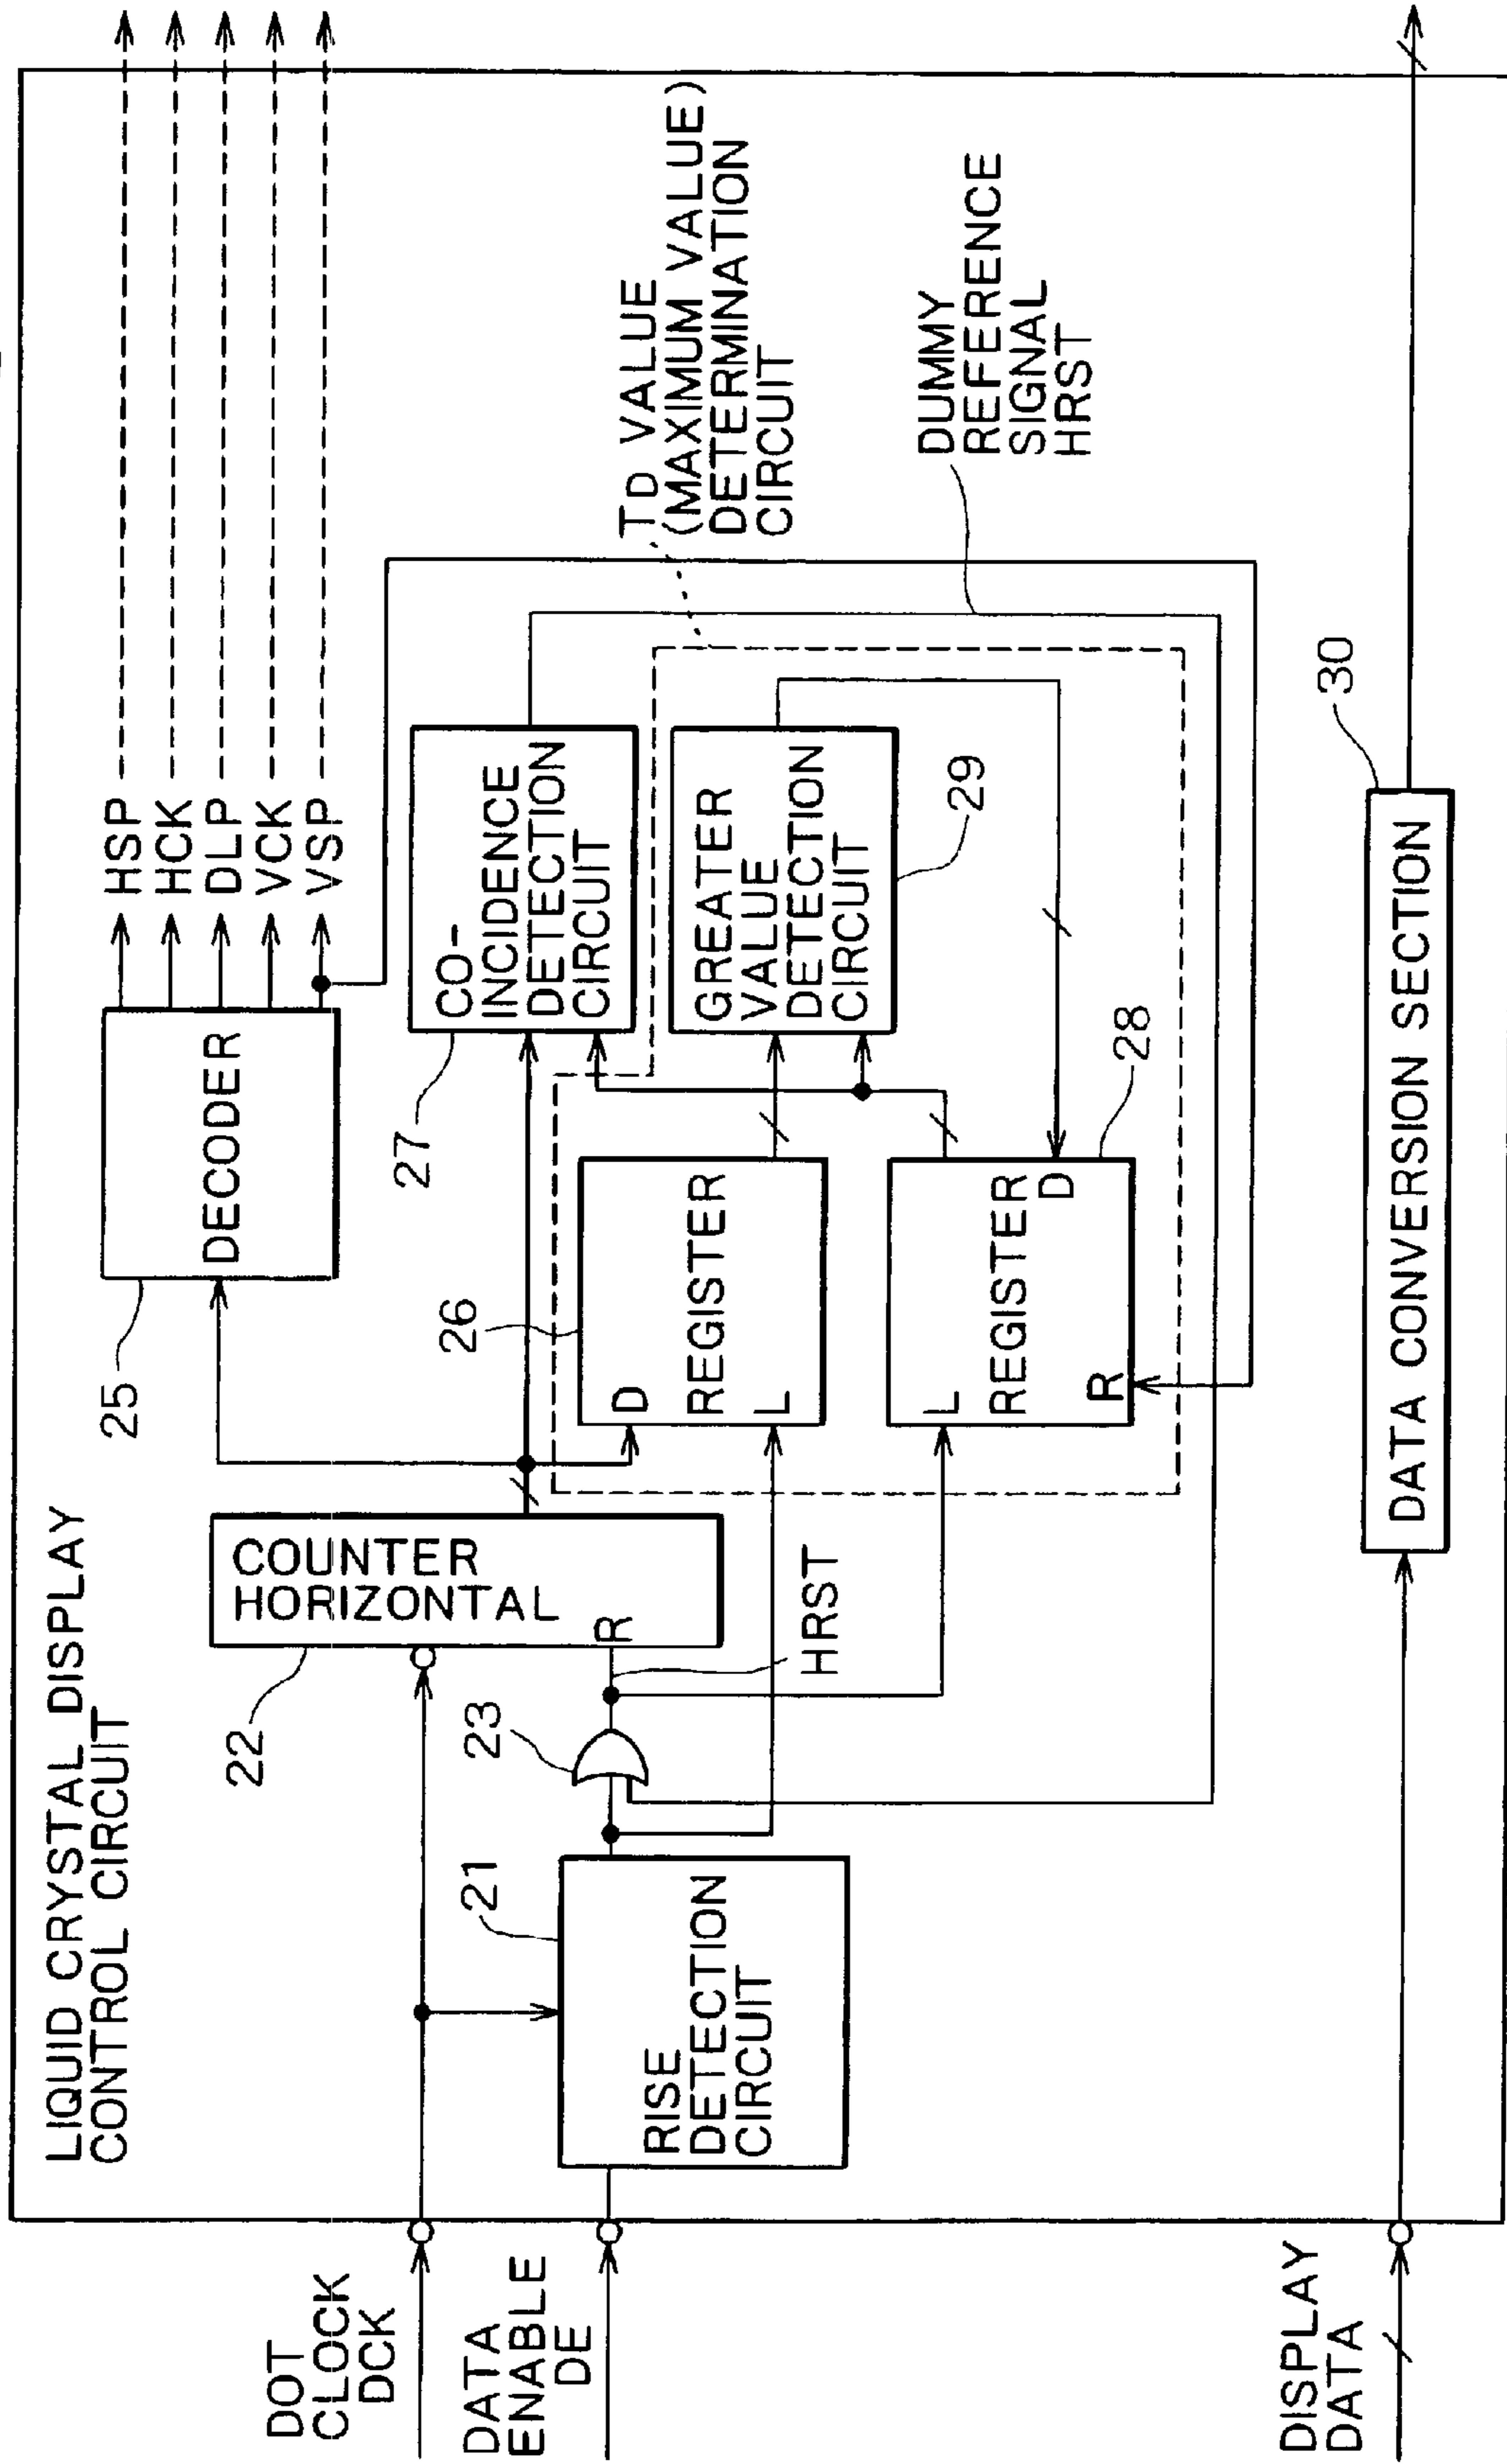 LIQUID CRYSTAL DISPLAY
CONTROL CIRCUIT
DOT
CLOCK
DCK
DATA
ENABLE
DE
DISPLAY
DATA
21
RISE
DETECTION
CIRCUIT
22
COUNTER
HORIZONTAL
R
23
HRST
25
DECODER
HSP
HCK
DLP
VCK
VSP
26
D
REGISTER
L
27
CO-
INCIDENCE
DETECTION
CIRCUIT
GREATER
VALUE
DETECTION
CIRCUIT
29
L
REGISTER
D
R
28
TD VALUE
(MAXIMUM VALUE)
DETERMINATION
CIRCUIT
DUMMY
REFERENCE
SIGNAL
HRST
30
DATA CONVERSION SECTION